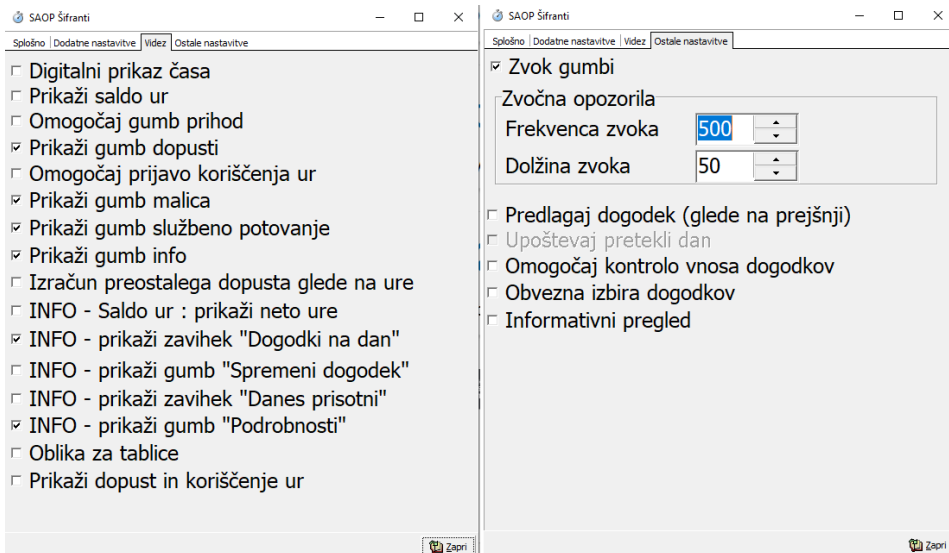 SAOP Šifranti
Splošno Dodatne nastavitve Videz Ostale nastavitve
Digitalni prikaz časa
Prikaži saldo ur
Omogočaj gumb prihod
Prikaži gumb dopusti
Omogočaj prijavo koriščenja ur
Prikaži gumb malica
Prikaži gumb službeno potovanje
Prikaži gumb info
Izračun preostalega dopusta glede na ure
INFO - Saldo ur : prikaži neto ure
INFO - prikaži zavihek "Dogodki na dan"
INFO - prikaži gumb "Spremeni dogodek"
INFO - prikaži zavihek "Danes prisotni"
INFO - prikaži gumb "Podrobnosti"
Oblika za tablice
Prikaži dopust in koriščenje ur
Zapri
SAOP Šifranti
Splošno Dodatne nastavitve Videz Ostale nastavitve
Zvok gumbi
Zvočna opozorila
Frekvenca zvoka 500
Dolžina zvoka 50
Predlagaj dogodek (glede na prejšnji)
Upoštevaj pretekli dan
Omogočaj kontrolo vnosa dogodkov
Obvezna izbira dogodkov
Informativni pregled
Zapri